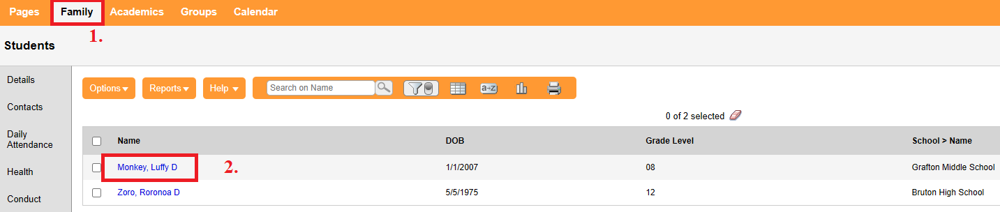 Pages Family Academics Groups Calendar
1.
Students
Details
Contacts
Daily
Attendance
Health
Conduct
Options Reports Help Search on Name a-z
0 of 2 selected
Name DOB Grade Level School > Name
Monkey, Luffy D 1/1/2007 08 Grafton Middle School
2.
Zoro, Roronoa D 5/5/1975 12 Bruton High School